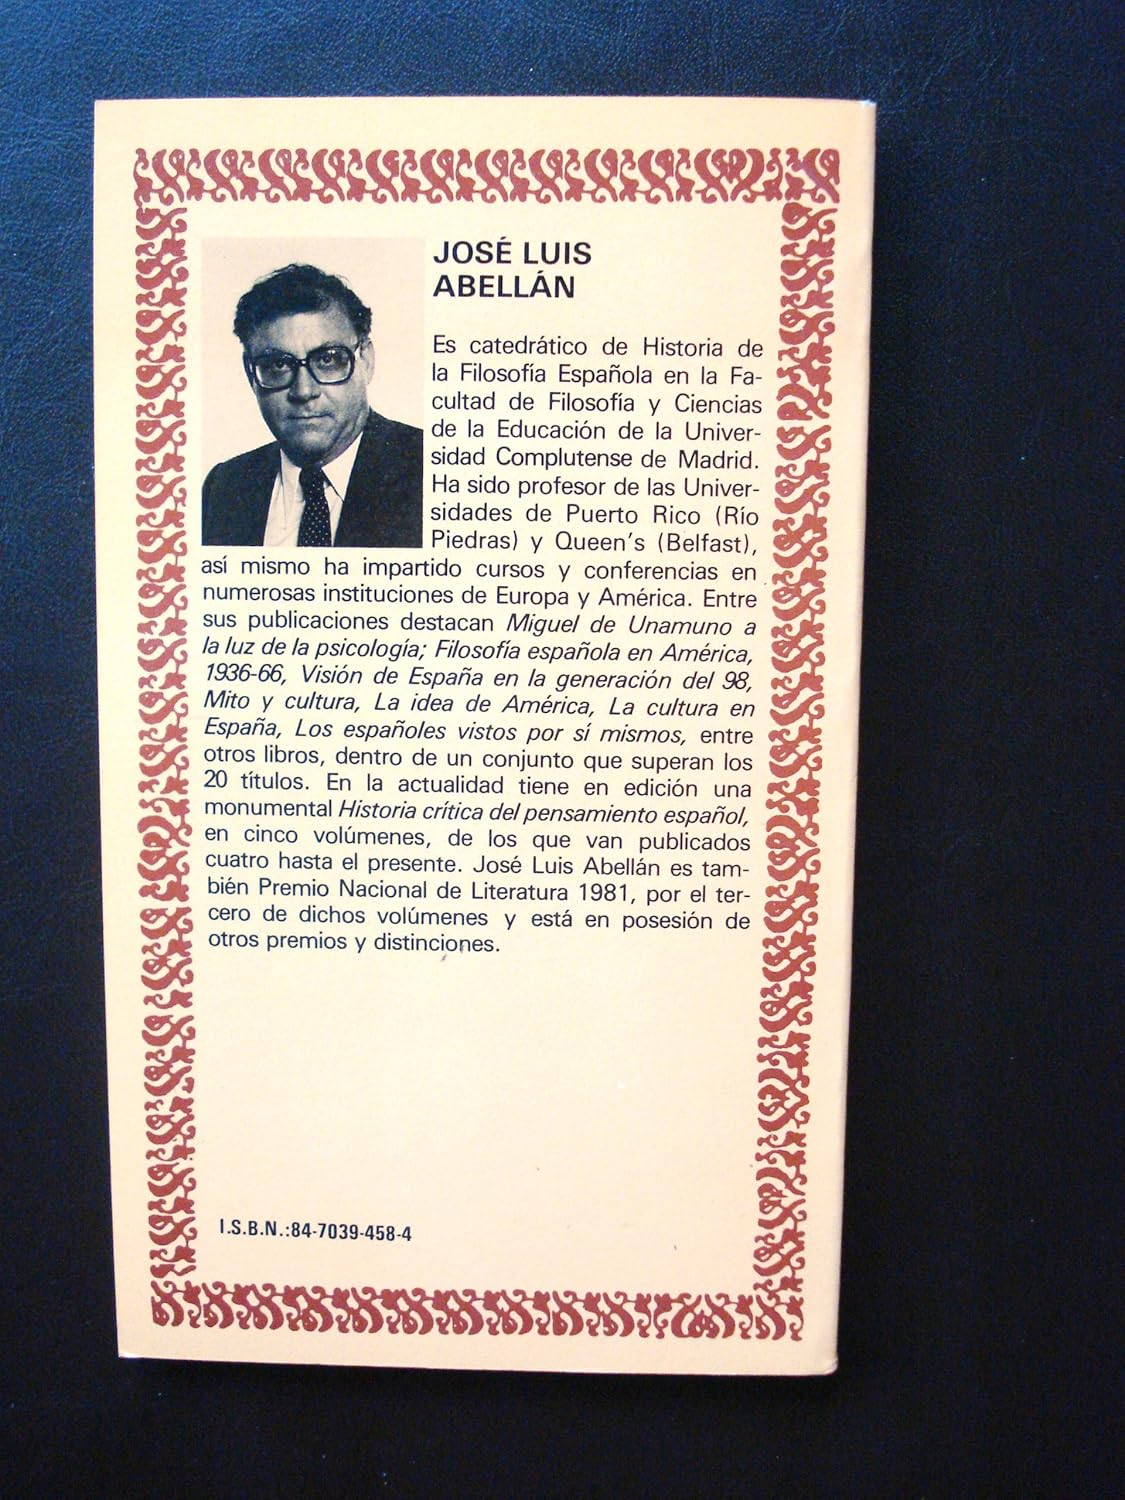 JOSÉ LUIS
ABELLÁN
Es catedrático de Historia de
la Filosofía Española en la Fa-
cultad de Filosofía y Ciencias
de la Educación de la Univer-
sidad Complutense de Madrid.
Ha sido profesor de las Univer-
sidades de Puerto Rico (Río
Piedras) y Queen's (Belfast),
así mismo ha impartido cursos y conferencias en
numerosas instituciones de Europa y América. Entre
sus publicaciones destacan Miguel de Unamuno a
la luz de la psicología; Filosofía española en América,
1936-66, Visión de España en la generación del 98,
Mito y cultura, La idea de América, La cultura en
España, Los españoles vistos por sí mismos, entre
otros libros, dentro de un conjunto que superan los
20 títulos. En la actualidad tiene en edición una
monumental Historia crítica del pensamiento español,
en cinco volúmenes, de los que van publicados
cuatro hasta el presente. José Luis Abellán es tam-
bién Premio Nacional de Literatura 1981, por el ter-
cero de dichos volúmenes y está en posesión de
otros premios y distinciones.
I.S.B.N.:84-7039-458-4